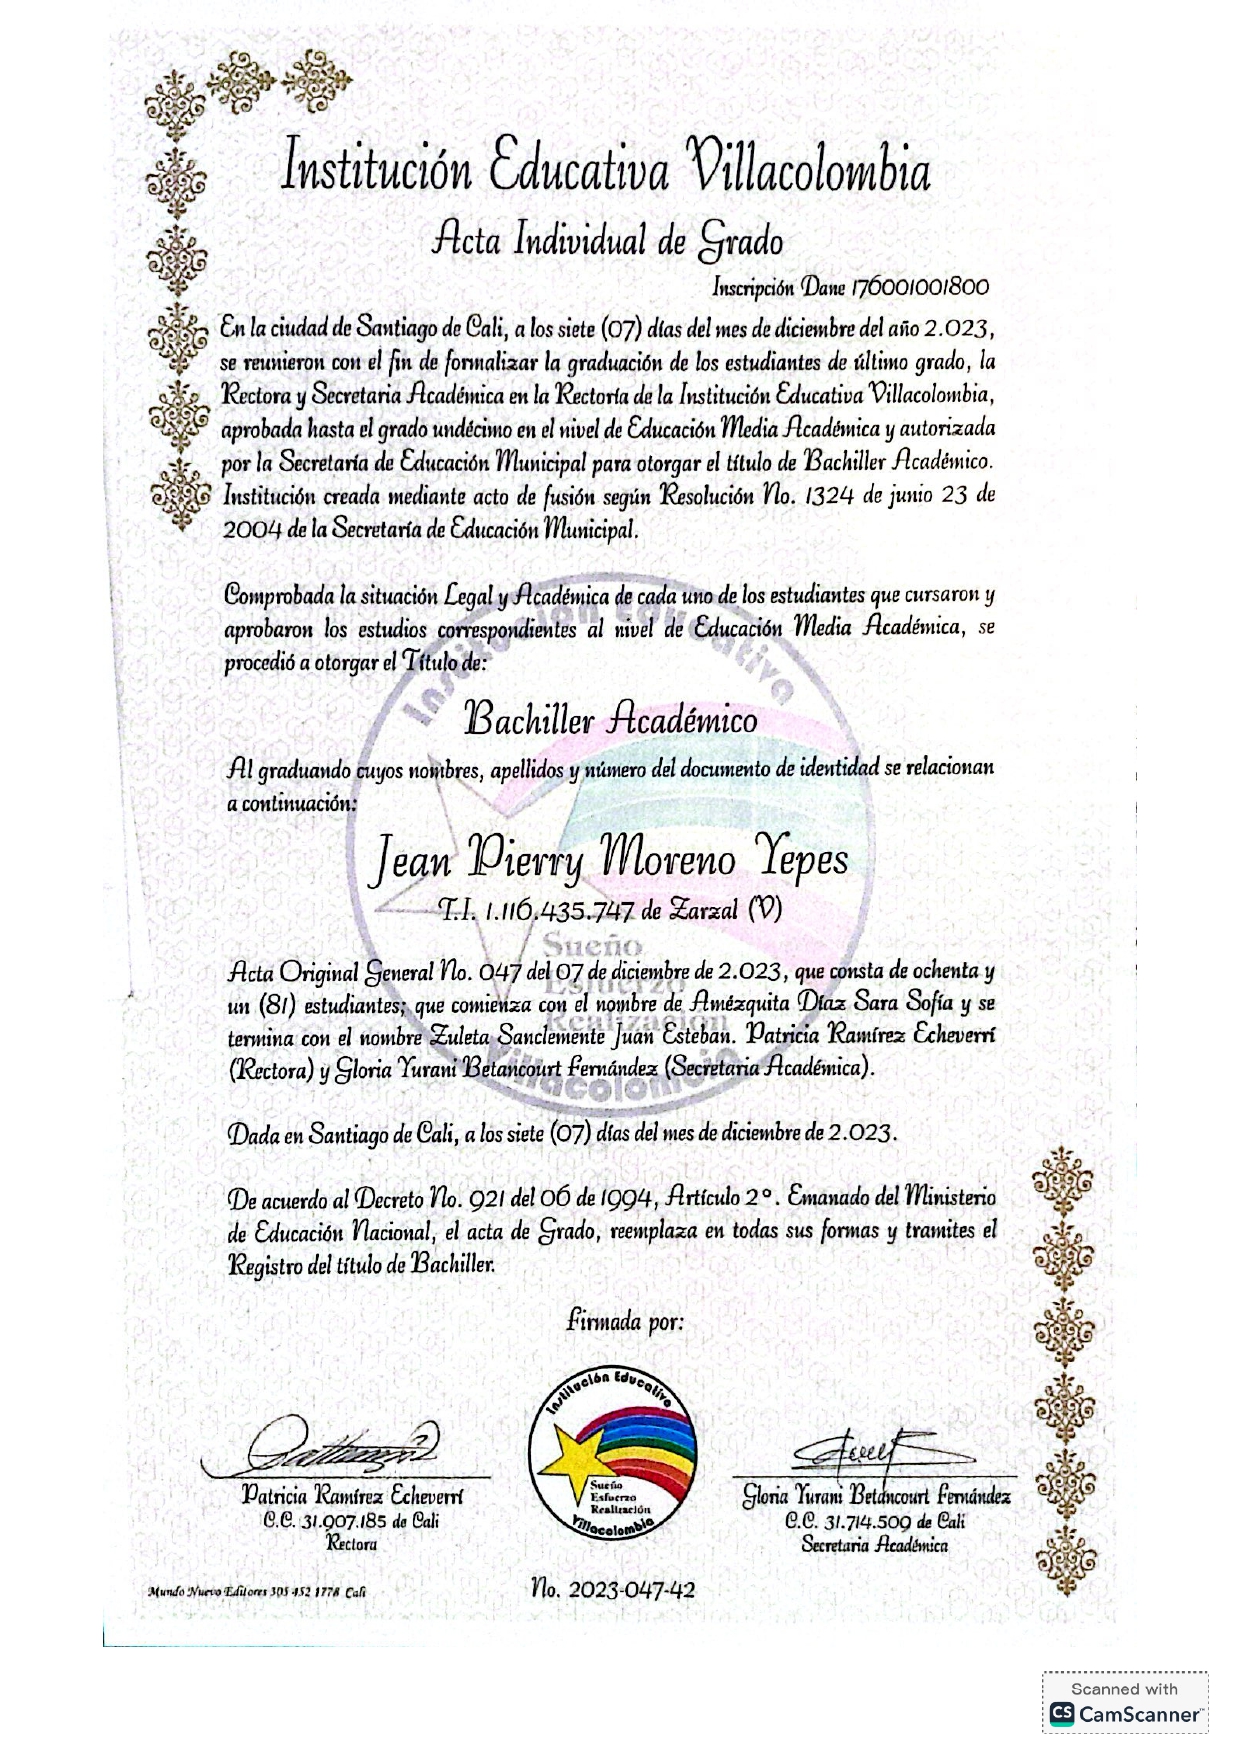 Institución Educativa Villacolombia
Acta Individual de Grado
Inscripción Dane 176001001800
En la ciudad de Santiago de Cali, a los siete (07) días del mes de diciembre del año 2.023,
se reunieron con el fin de formalizar la graduación de los estudiantes de último grado, la
Rectora y Secretaria Académica en la Rectoría de la Institución Educativa Villacolombia,
aprobada hasta el grado undécimo en el nivel de Educación Media Académica y autorizada
por la Secretaría de Educación Municipal para otorgar el título de Bachiller Académico.
Institución creada mediante acto de fusión según Resolución No. 1324 de junio 23 de
2004 de la Secretaría de Educación Municipal.
Comprobada la situación Legal y Académica de cada uno de los estudiantes que cursaron y
aprobaron los estudios correspondientes al nivel de Educación Media Académica, se
procedió a otorgar el Título de:
Bachiller Académico
Al graduando cuyos nombres, apellidos y número del documento de identidad se relacionan
a continuación:
Jean Pierry Moreno Yepes
T.I. 1.116.435.747 de Zarzal (V)
Acta Original General No. 047 del 07 de diciembre de 2.023, que consta de ochenta y
un (81) estudiantes; que comienza con el nombre de Amézquita Díaz Sara Sofía y se
termina con el nombre Zuleta Sanclemente Juan Esteban. Patricia Ramírez Echeverri
(Rectora) y Gloria Yurani Betancourt Fernández (Secretaria Académica).
Dada en Santiago de Cali, a los siete (07) días del mes de diciembre de 2.023.
De acuerdo al Decreto No. 921 del 06 de 1994, Artículo 2°. Emanado del Ministerio
de Educación Nacional, el acta de Grado, reemplaza en todas sus formas y tramites el
Registro del título de Bachiller.
Firmada por:
Institución Educativa
Sueño
Esfuerzo
Realización
Villacolombia
Patricia Ramírez Echeverri
C.C. 31.907.185 de Cali
Rectora
Gloria Yurani Betancourt Fernández
C.C. 31.714.509 de Cali
Secretaria Académica
Mundo Nuevo Editores 305 452 1778 Cali
No. 2023-047-42
Scanned with
CS CamScanner